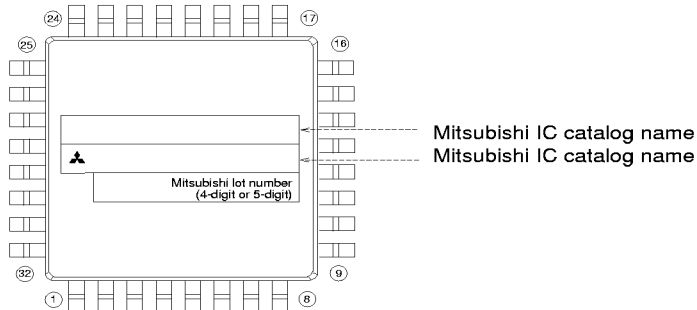 24
17
25
16
Mitsubishi IC catalog name
Mitsubishi IC catalog name
Mitsubishi lot number
(4-digit or 5-digit)
32
9
1
8